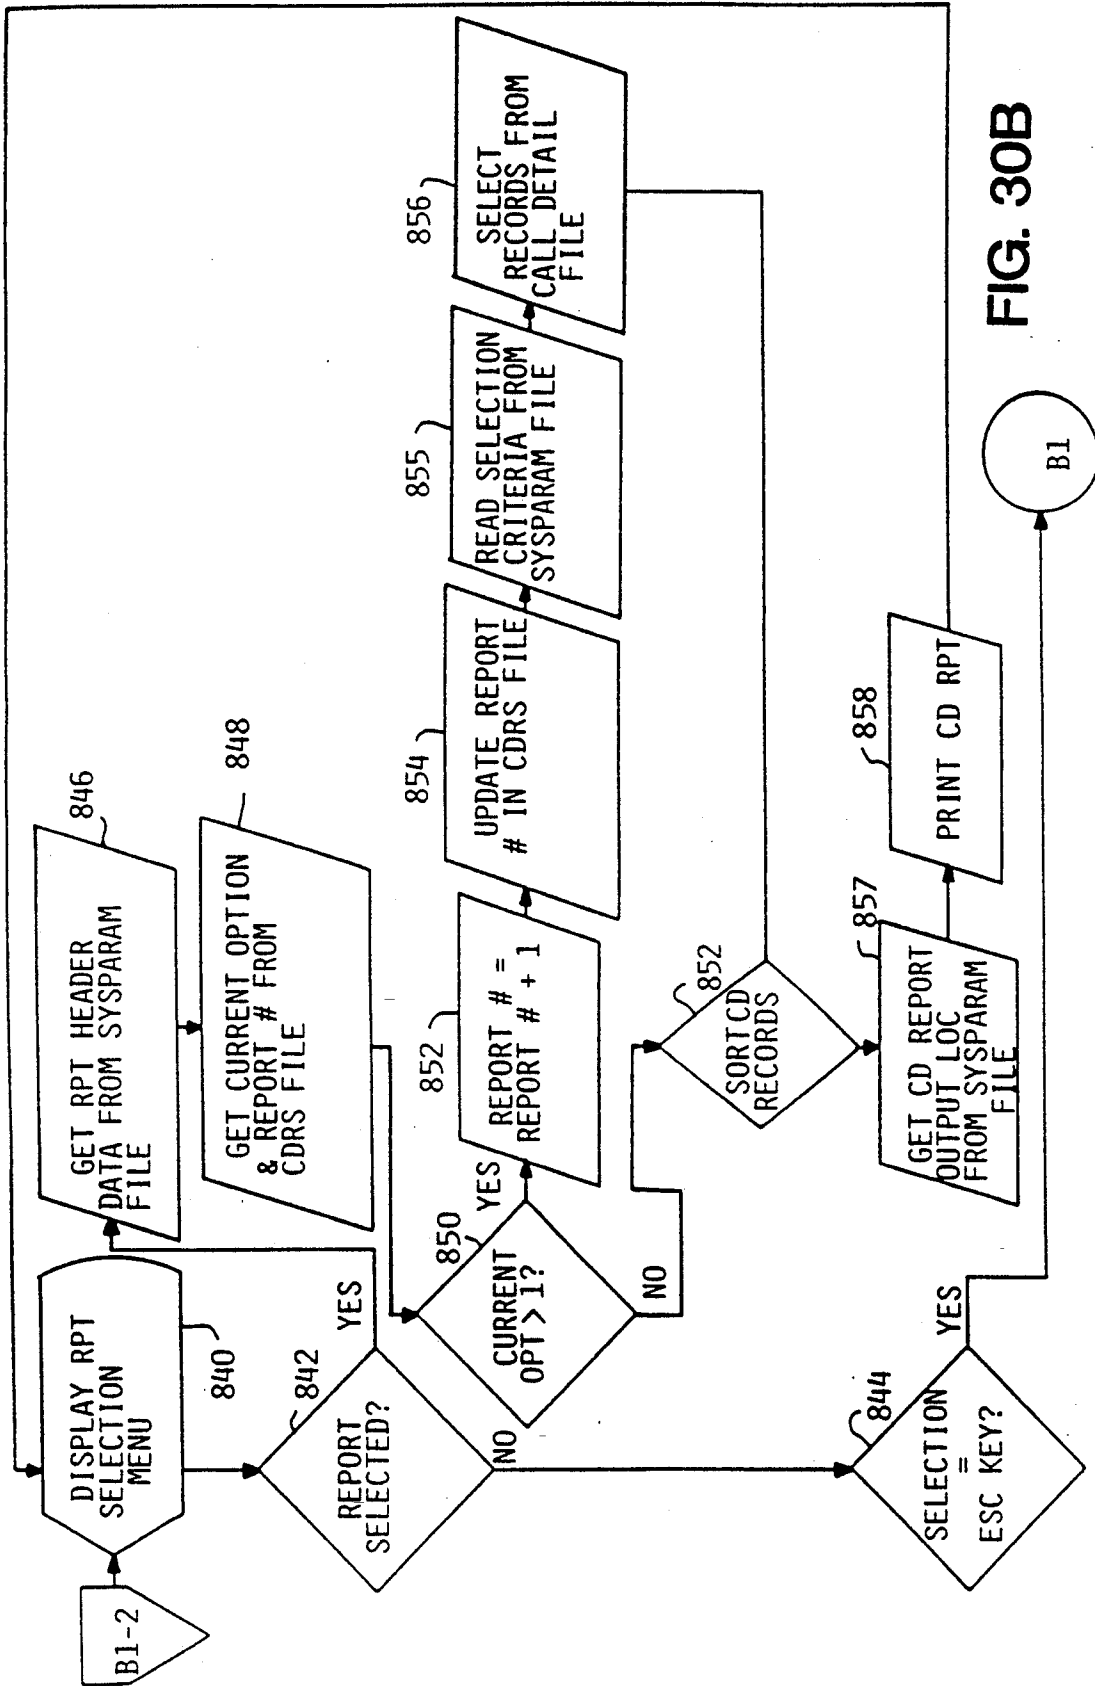 B1-2
DISPLAY RPT
SELECTION
MENU
840
REPORT
SELECTED?
842
YES
NO
GET RPT HEADER
DATA FROM SYSPARAM
FILE
846
GET CURRENT OPTION
& REPORT # FROM
CDRS FILE
848
CURRENT
OPT > 1?
850
YES
NO
REPORT # =
REPORT # + 1
852
UPDATE REPORT
# IN CDRS FILE
854
READ SELECTION
CRITERIA FROM
SYSPARAM FILE
855
SELECT
RECORDS FROM
CALL DETAIL
FILE
856
SORT CD
RECORDS
852
GET CD REPORT
OUTPUT LOC
FROM SYSPARAM
FILE
857
PRINT CD RPT
858
SELECTION
=
ESC KEY?
844
YES
B1
FIG. 30B